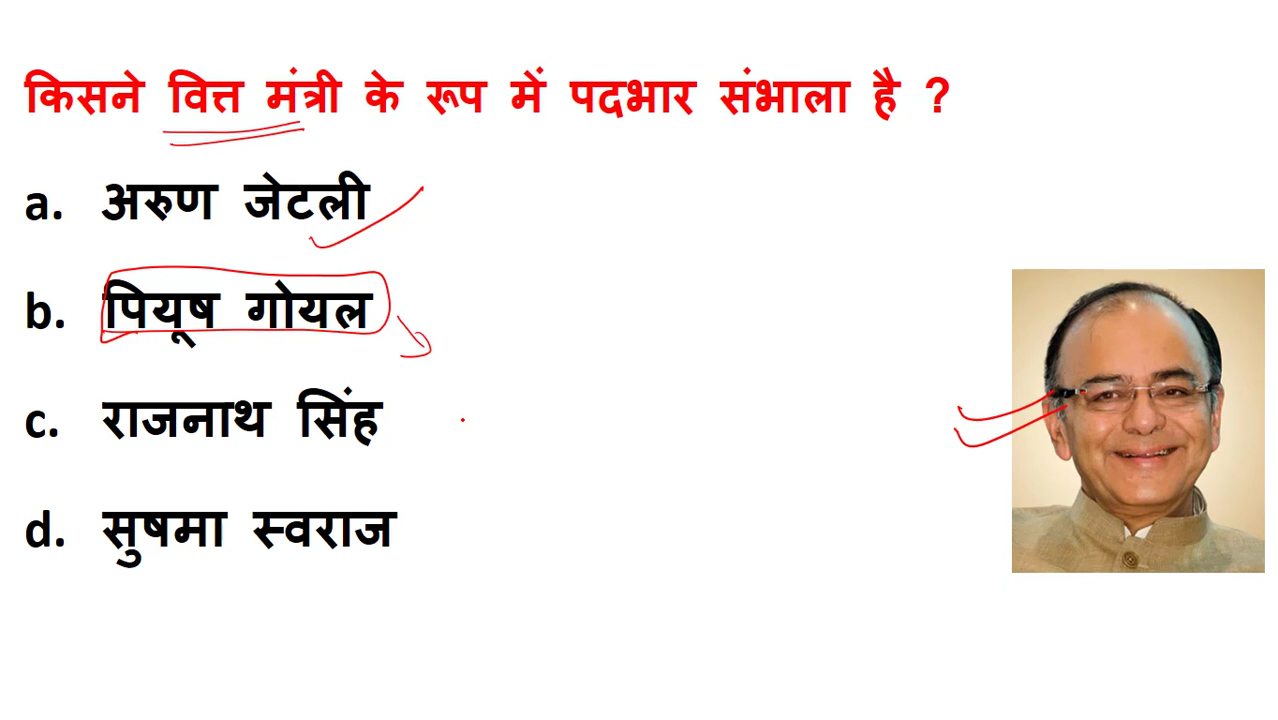 किसने वित्त मंत्री के रूप में पदभार संभाला है ?
a. अरुण जेटली
b. पियूष गोयल
c. राजनाथ सिंह
d. सुषमा स्वराज